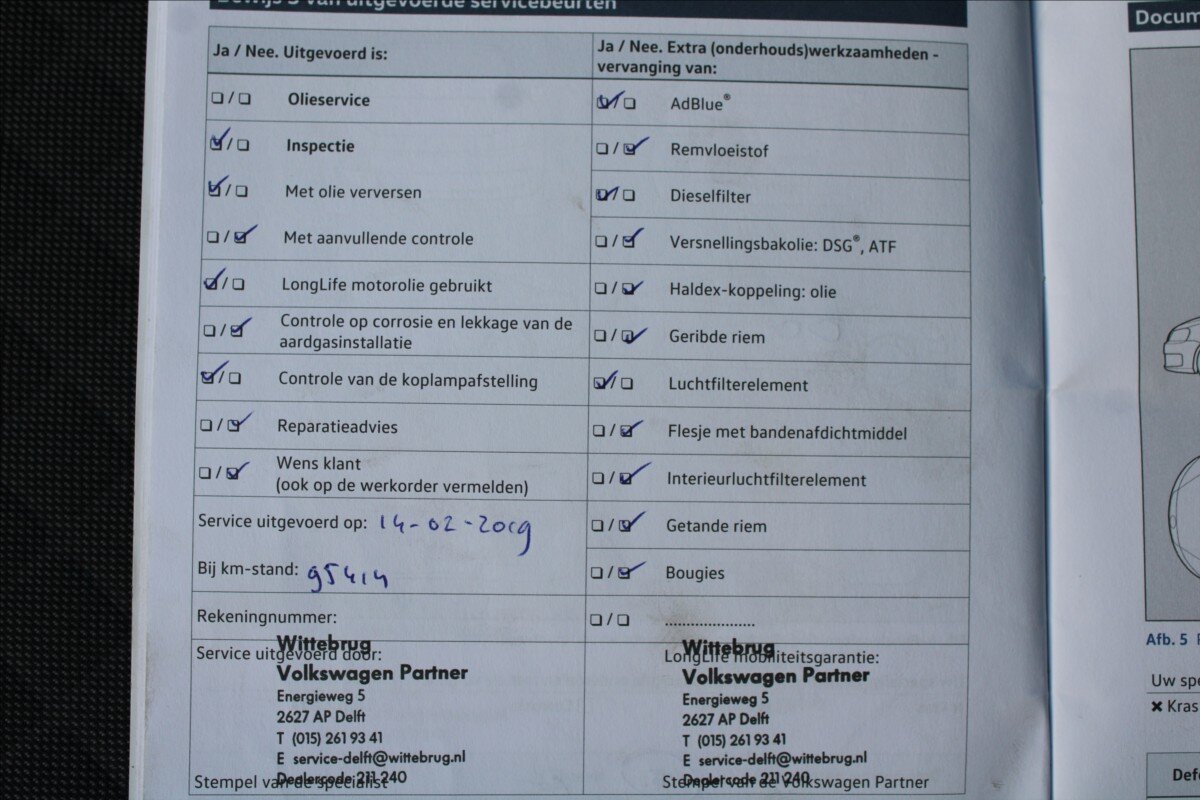 Bewijs 5 van uitgevoerde servicebeurten
Ja / Nee. Uitgevoerd is:
☐ / ☐ Olieservice
☑ / ☐ Inspectie
☑ / ☐ Met olie verversen
☐ / ☑ Met aanvullende controle
☑ / ☐ LongLife motorolie gebruikt
☐ / ☑ Controle op corrosie en lekkage van de
aardgasinstallatie
☑ / ☐ Controle van de koplampafstelling
☐ / ☑ Reparatieadvies
☐ / ☑ Wens klant
(ook op de werkorder vermelden)
Service uitgevoerd op: 14-02-2019
Bij km-stand: 95414
Rekeningnummer:
Service uitgevoerd door:
Wittebrug
Volkswagen Partner
Energieweg 5
2627 AP Delft
T (015) 261 93 41
E service-delft@wittebrug.nl
Dealercode 211 240
Stempel van de specialist
Ja / Nee. Extra (onderhouds)werkzaamheden -
vervanging van:
☑ / ☐ AdBlue®
☐ / ☑ Remvloeistof
☑ / ☐ Dieselfilter
☐ / ☑ Versnellingsbakolie: DSG®, ATF
☐ / ☑ Haldex-koppeling: olie
☐ / ☑ Geribde riem
☑ / ☐ Luchtfilterelement
☐ / ☑ Flesje met bandenafdichtmiddel
☐ / ☑ Interieurluchtfilterelement
☐ / ☑ Getande riem
☐ / ☑ Bougies
☐ / ☐ .....................
LongLife mobiliteitsgarantie:
Wittebrug
Volkswagen Partner
Energieweg 5
2627 AP Delft
T (015) 261 93 41
E service-delft@wittebrug.nl
Dealercode 211 240
Stempel van de Volkswagen Partner
Docum
Afb. 5
Uw spe
✖ Kras
Defe